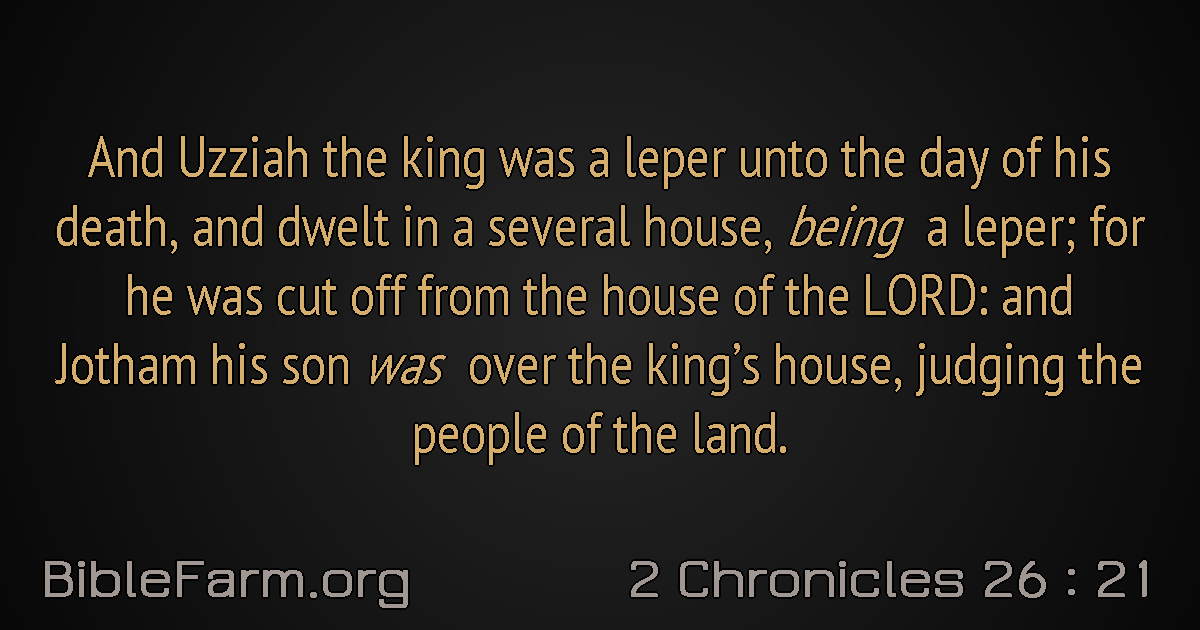 And Uzziah the king was a leper unto the day of his
death, and dwelt in a several house, being a leper; for
he was cut off from the house of the LORD: and
Jotham his son was over the king’s house, judging the
people of the land.
BibleFarm.org
2 Chronicles 26 : 21